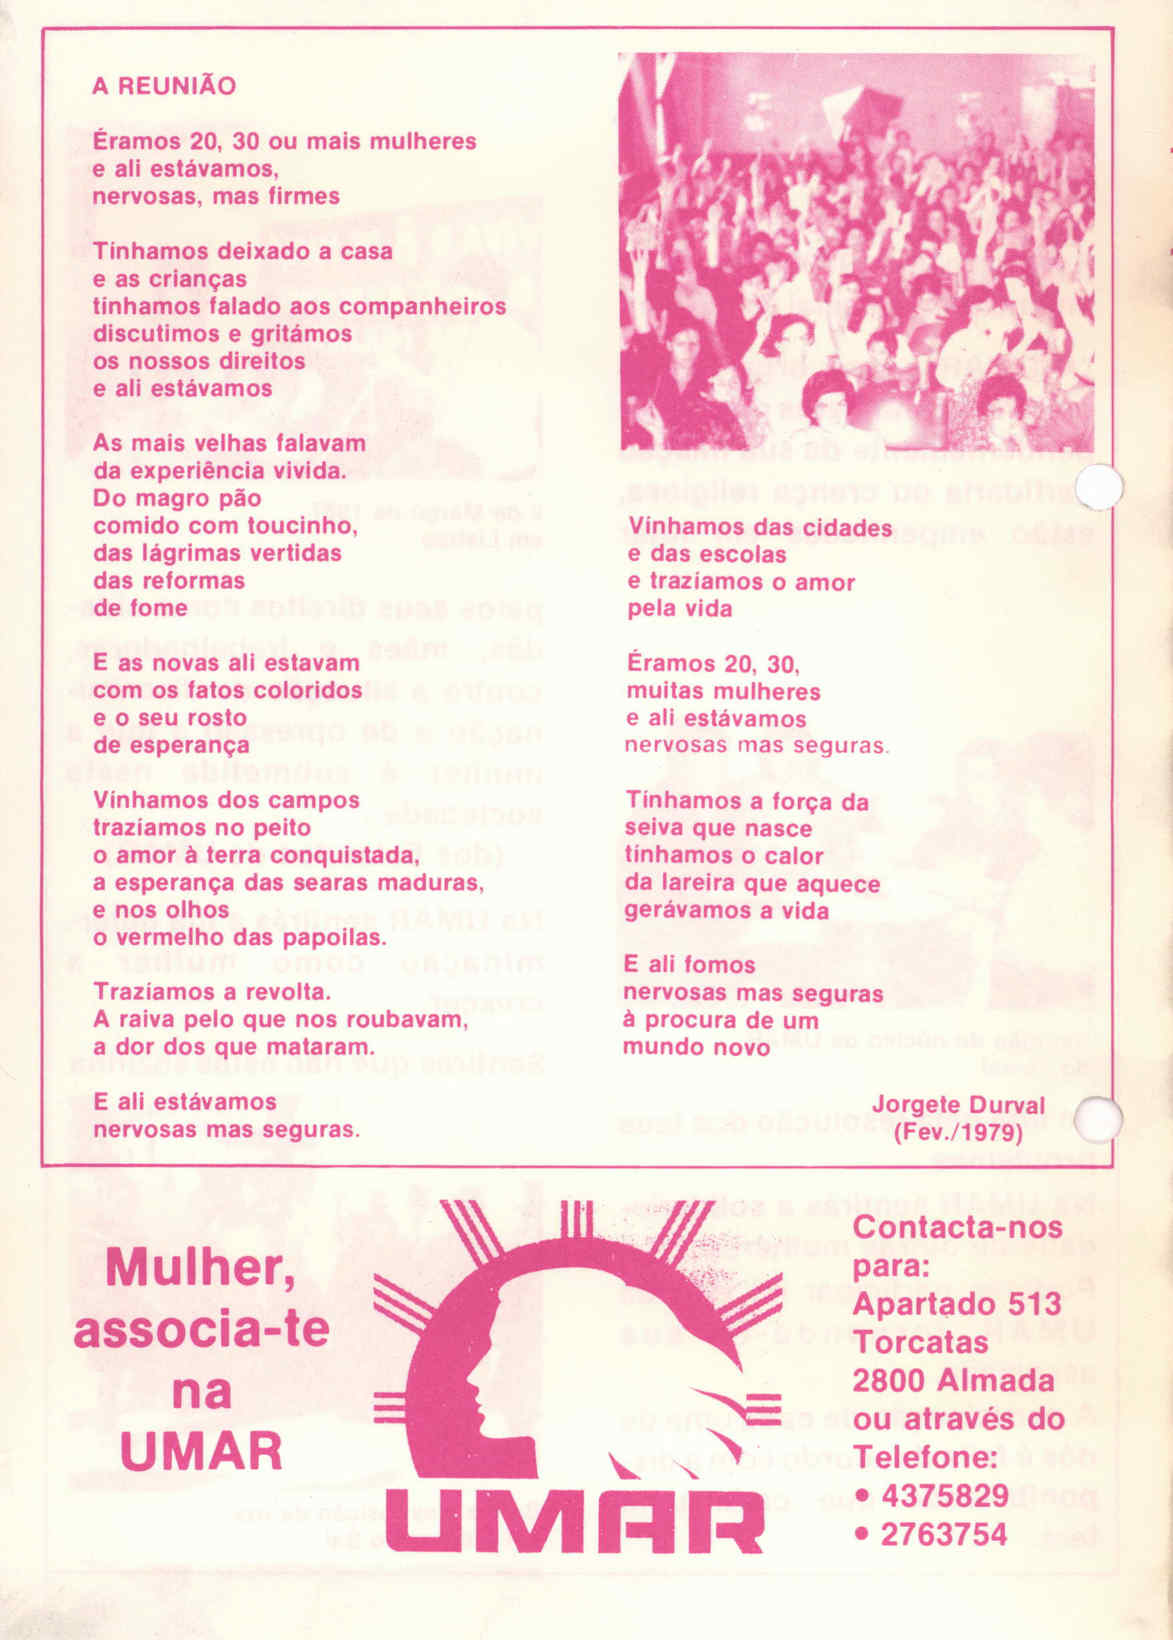 A REUNIÃO

Éramos 20, 30 ou mais mulheres
e ali estávamos,
nervosas, mas firmes

Tínhamos deixado a casa
e as crianças
tínhamos falado aos companheiros
discutimos e gritámos
os nossos direitos
e ali estávamos

As mais velhas falavam
da experiência vivida.
Do magro pão
comido com toucinho,
das lágrimas vertidas
das reformas
de fome

E as novas ali estavam
com os fatos coloridos
e o seu rosto
de esperança

Vínhamos dos campos
trazíamos no peito
o amor à terra conquistada,
a esperança das searas maduras,
e nos olhos
o vermelho das papoilas.

Trazíamos a revolta.
A raiva pelo que nos roubavam,
a dor dos que mataram.

E ali estávamos
nervosas mas seguras.

Vínhamos das cidades
e das escolas
e trazíamos o amor
pela vida

Éramos 20, 30,
muitas mulheres
e ali estávamos
nervosas mas seguras.

Tínhamos a força da
seiva que nasce
tínhamos o calor
da lareira que aquece
gerávamos a vida

E ali fomos
nervosas mas seguras
à procura de um
mundo novo

Jorgete Durval
(Fev./1979)

Mulher,
associa-te
na
UMAR

UMAR

Contacta-nos
para:
Apartado 513
Torcatas
2800 Almada
ou através do
Telefone:
• 4375829
• 2763754